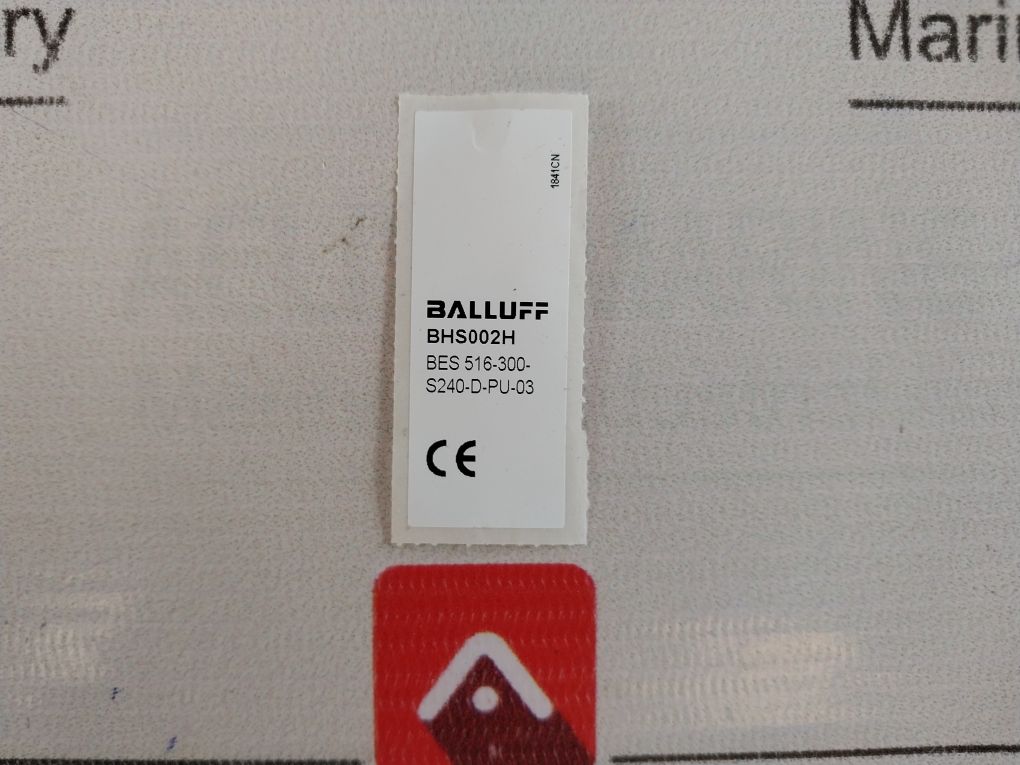 ry
Mari
1841CN
BALLUFF
BHS002H
BES 516-300-
S240-D-PU-03
CE